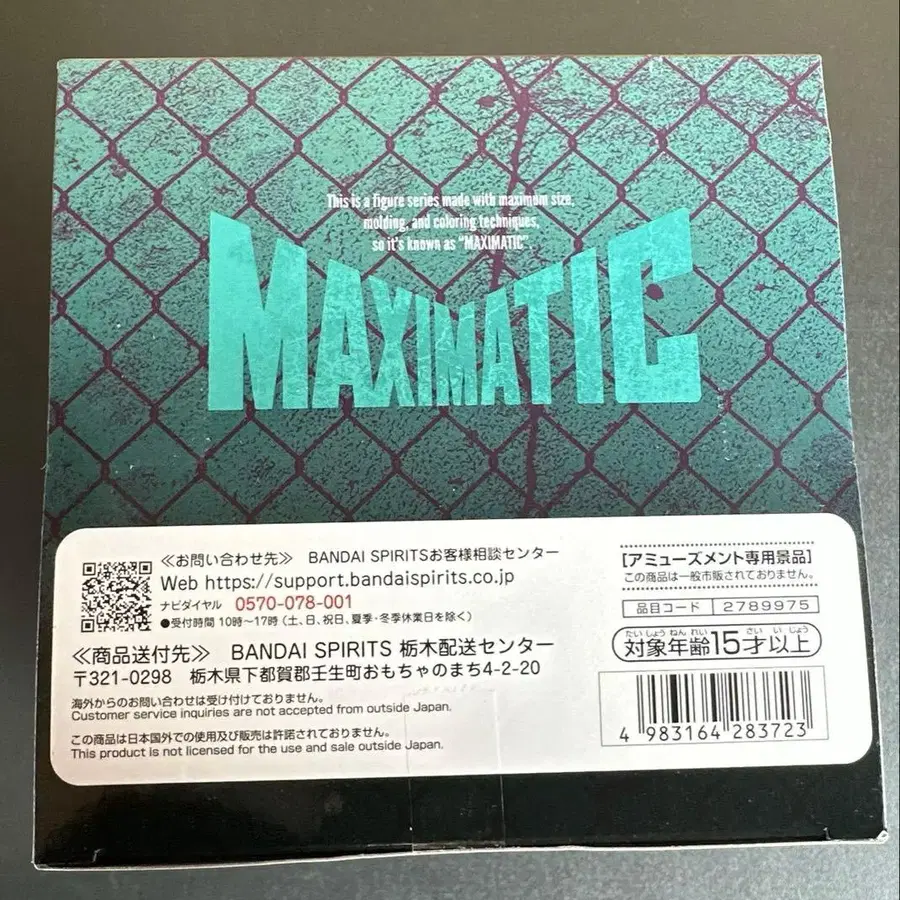 This is a figure series made with maximum size,
molding, and coloring techniques,
so it's known as "MAXIMATIC".
MAXIMATIC
≪お問い合わせ先≫ BANDAI SPIRITSお客様相談センター
Web https://support.bandaispirits.co.jp
ナビダイヤル 0570-078-001
●受付時間 10時〜17時(土、日、祝日、夏季・冬季休業日を除く)
≪商品送付先≫ BANDAI SPIRITS 栃木配送センター
〒321-0298 栃木県下都賀郡壬生町おもちゃのまち4-2-20
海外からのお問い合わせは受け付けておりません。
Customer service inquiries are not accepted from outside Japan.
この商品は日本国外での使用及び販売は許諾されておりません。
This product is not licensed for the use and sale outside Japan.
[アミューズメント専用景品]
この商品は一般市販されておりません。
品目コード 2789975
たいしょうねんれい さいいじょう
対象年齢15才以上
4 983164 283723